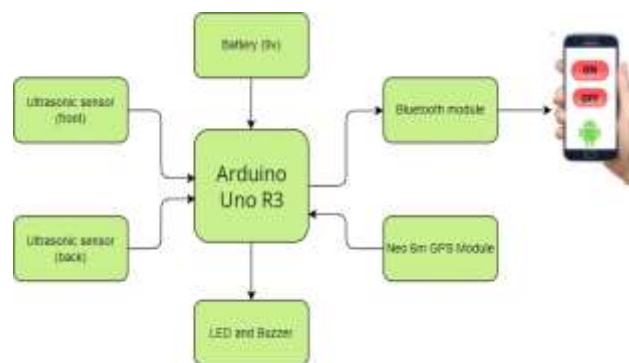 Battery (9v)
Ultrasonic sensor
(front)
Bluetooth module
ON
OFF
Arduino
Uno R3
Ultrasonic sensor
(back)
Neo 6m GPS Module
LED and Buzzer